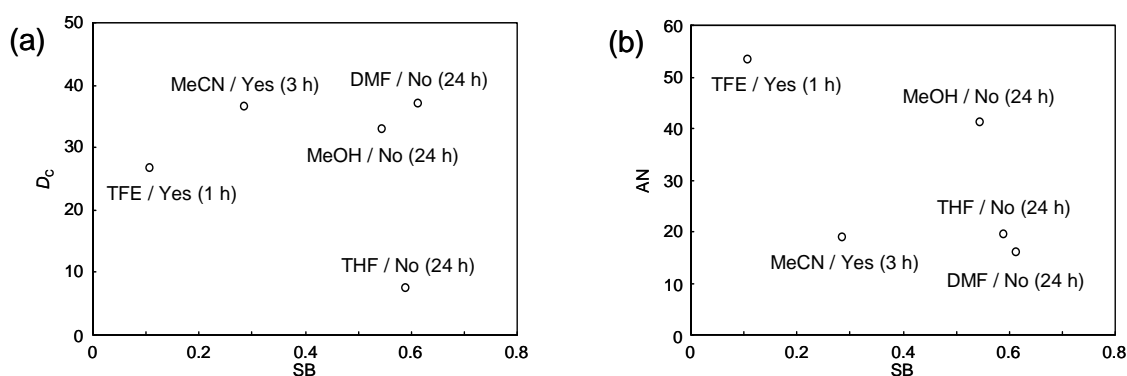 (a)
50
40
30
20
10
0
D_c
MeCN / Yes (3 h)
DMF / No (24 h)
MeOH / No (24 h)
TFE / Yes (1 h)
THF / No (24 h)
0 0.2 0.4 0.6 0.8
SB
(b)
60
50
40
30
20
10
0
AN
TFE / Yes (1 h)
MeOH / No (24 h)
THF / No (24 h)
MeCN / Yes (3 h)
DMF / No (24 h)
0 0.2 0.4 0.6 0.8
SB